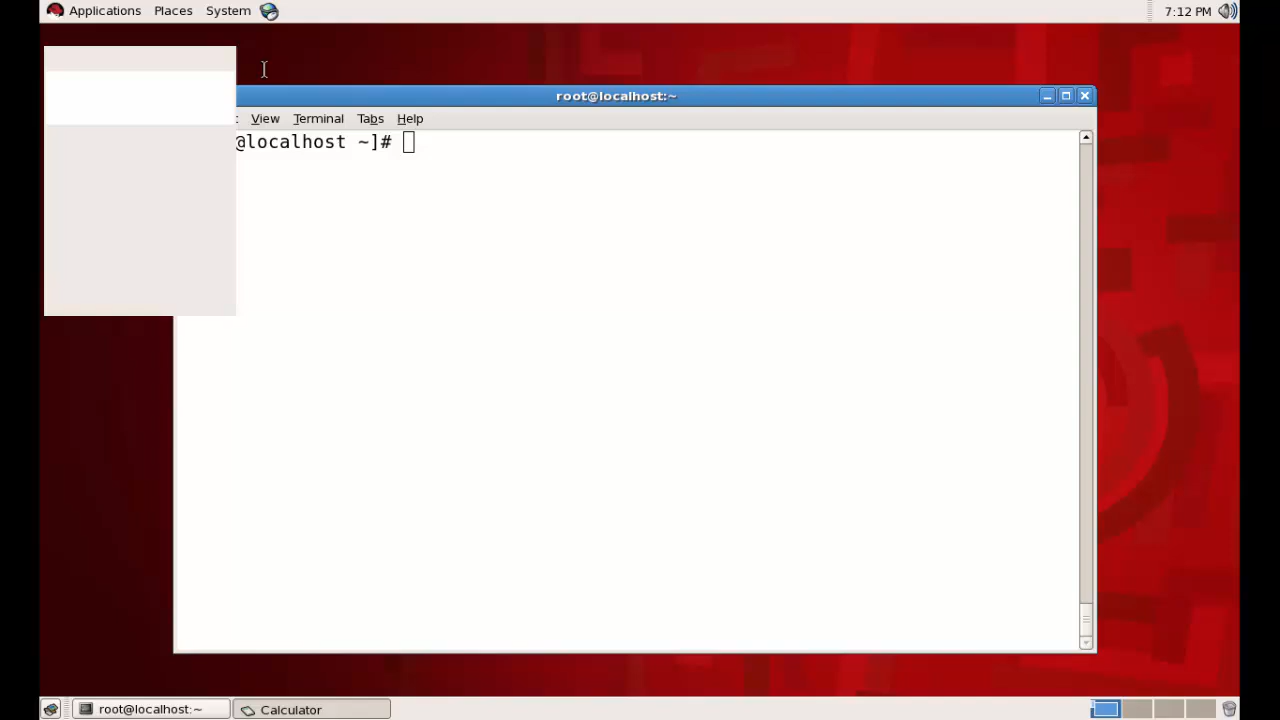 Applications Places System 7:12 PM
root@localhost:~
View Terminal Tabs Help
@localhost ~]#
root@localhost:~ Calculator